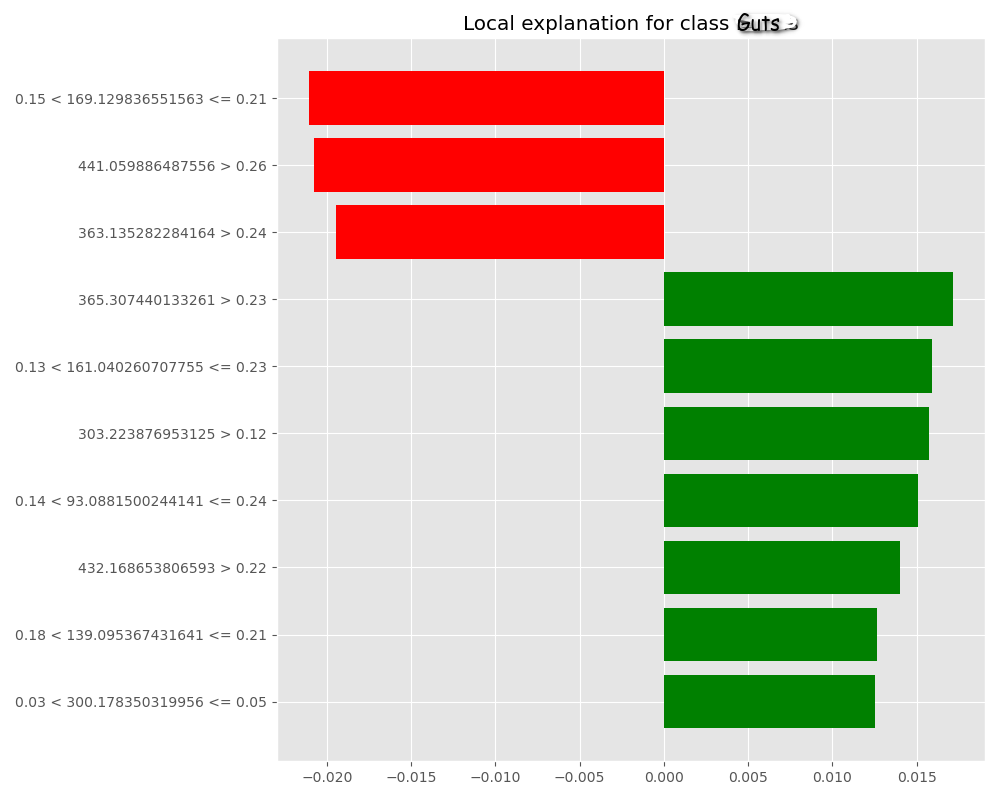 Local explanation for class Guts
0.15 < 169.129836551563 <= 0.21
441.059886487556 > 0.26
363.135282284164 > 0.24
365.307440133261 > 0.23
0.13 < 161.040260707755 <= 0.23
303.223876953125 > 0.12
0.14 < 93.0881500244141 <= 0.24
432.168653806593 > 0.22
0.18 < 139.095367431641 <= 0.21
0.03 < 300.178350319956 <= 0.05
−0.020 −0.015 −0.010 −0.005 0.000 0.005 0.010 0.015